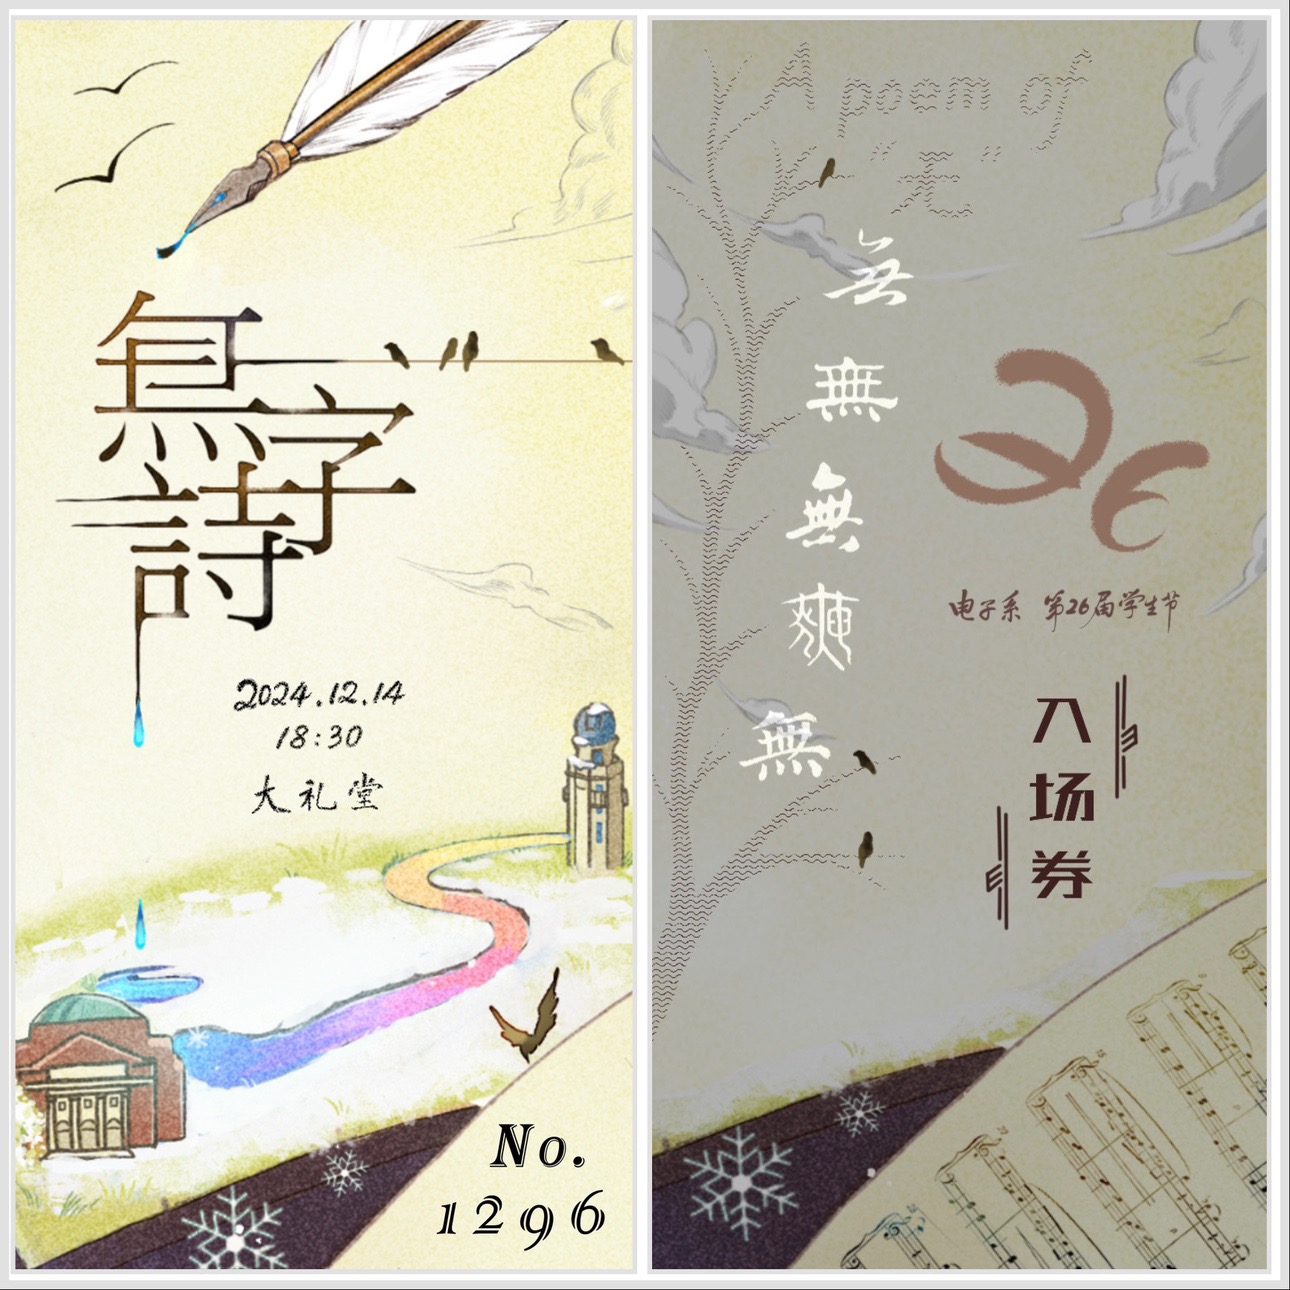 無字詩
2024.12.14
18:30
大礼堂
No.
1296
A poem of
“无”
無
無
無
無
無
26
电子系 第26届学生节
入场券